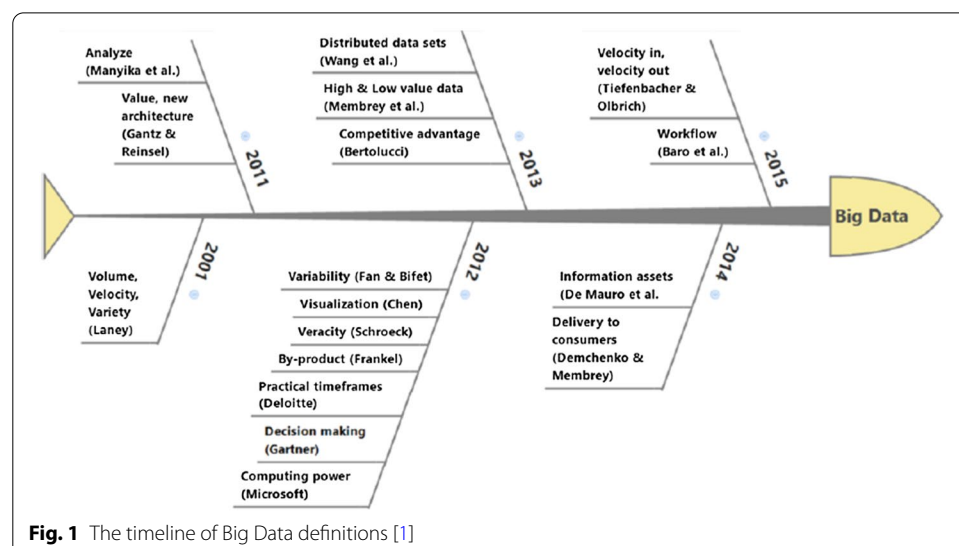 Analyze
(Manyika et al.)
Value, new
architecture
(Gantz &
Reinsel)
2011
Distributed data sets
(Wang et al.)
High & Low value data
(Membrey et al.)
Competitive advantage
(Bertolucci)
2013
Velocity in,
velocity out
(Tiefenbacher &
Olbrich)
Workflow
(Baro et al.)
2015
Big Data
Volume,
Velocity,
Variety
(Laney)
2001
Variability (Fan & Bifet)
Visualization (Chen)
Veracity (Schroeck)
By-product (Frankel)
Practical timeframes
(Deloitte)
Decision making
(Gartner)
Computing power
(Microsoft)
2012
Information assets
(De Mauro et al.
Delivery to
consumers
(Demchenko &
Membrey)
2014
Fig. 1 The timeline of Big Data definitions [1]